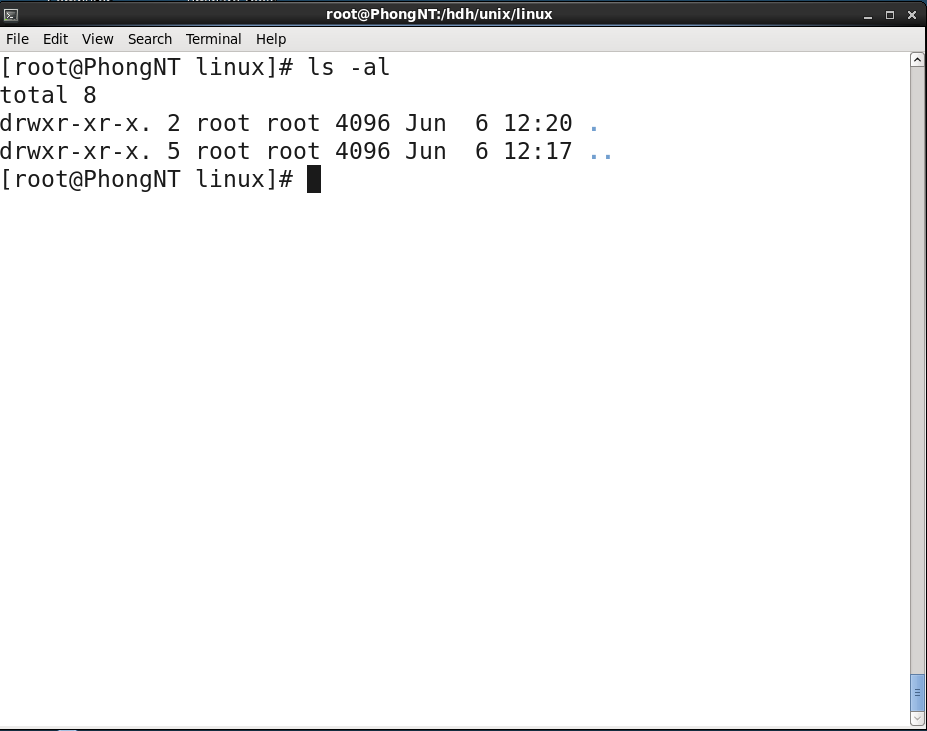 root@PhongNT:/hdh/unix/linux
File Edit View Search Terminal Help
[root@PhongNT linux]# ls -al
total 8
drwxr-xr-x. 2 root root 4096 Jun  6 12:20 .
drwxr-xr-x. 5 root root 4096 Jun  6 12:17 ..
[root@PhongNT linux]#